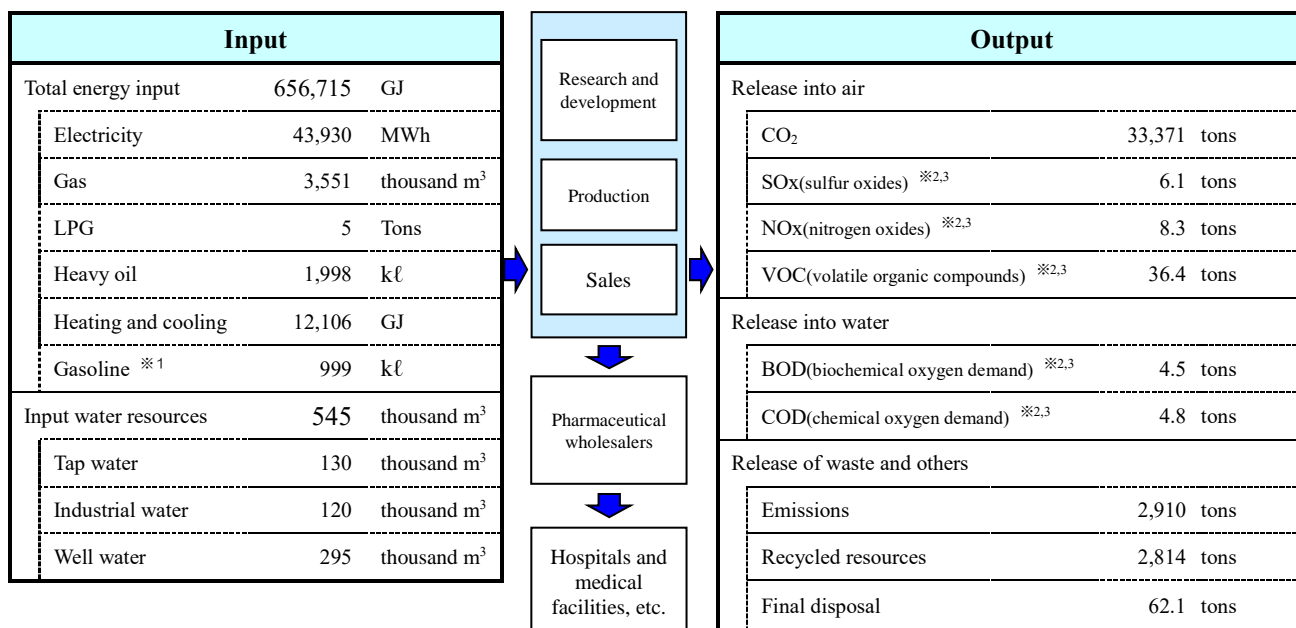 Input
Total energy input 656,715 GJ
Electricity 43,930 MWh
Gas 3,551 thousand m³
LPG 5 Tons
Heavy oil 1,998 kℓ
Heating and cooling 12,106 GJ
Gasoline ※1 999 kℓ
Input water resources 545 thousand m³
Tap water 130 thousand m³
Industrial water 120 thousand m³
Well water 295 thousand m³
Research and
development
Production
Sales
Pharmaceutical
wholesalers
Hospitals and
medical
facilities, etc.
Output
Release into air
CO₂ 33,371 tons
SOx(sulfur oxides) ※2,3 6.1 tons
NOx(nitrogen oxides) ※2,3 8.3 tons
VOC(volatile organic compounds) ※2,3 36.4 tons
Release into water
BOD(biochemical oxygen demand) ※2,3 4.5 tons
COD(chemical oxygen demand) ※2,3 4.8 tons
Release of waste and others
Emissions 2,910 tons
Recycled resources 2,814 tons
Final disposal 62.1 tons